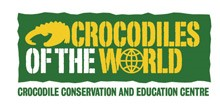 CROCODILES
OF THE WORLD
CROCODILE CONSERVATION AND EDUCATION CENTRE